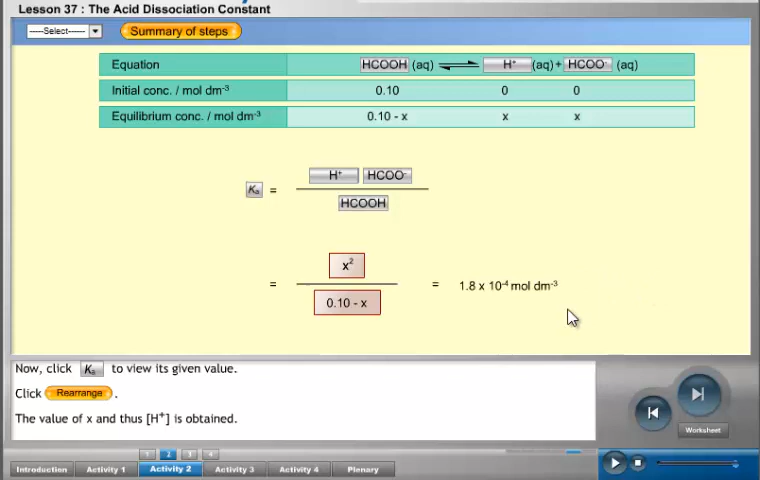 Lesson 37 : The Acid Dissociation Constant
-----Select------
Summary of steps
Equation HCOOH (aq) ⇌ H⁺ (aq) + HCOO⁻ (aq)
Initial conc. / mol dm⁻³ 0.10 0 0
Equilibrium conc. / mol dm⁻³ 0.10 - x x x
H⁺ HCOO⁻
Kₐ =
HCOOH
x²
= = 1.8 x 10⁻⁴ mol dm⁻³
0.10 - x
Now, click Kₐ to view its given value.
Click Rearrange .
The value of x and thus [H⁺] is obtained.
Worksheet
1 2 3 4
Introduction Activity 1 Activity 2 Activity 3 Activity 4 Plenary